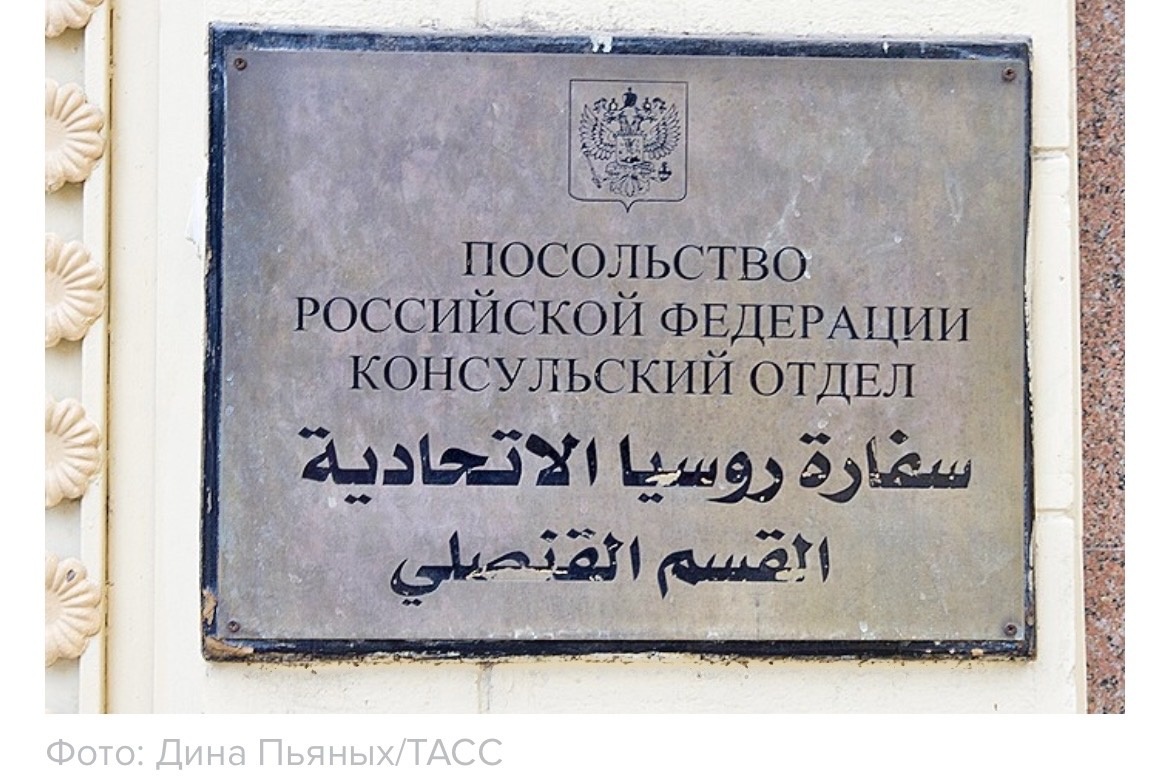 ПОСОЛЬСТВО
РОССИЙСКОЙ ФЕДЕРАЦИИ
КОНСУЛЬСКИЙ ОТДЕЛ
سفارة روسيا الاتحادية
القسم القنصلي
Фото: Дина Пьяных/ТАСС